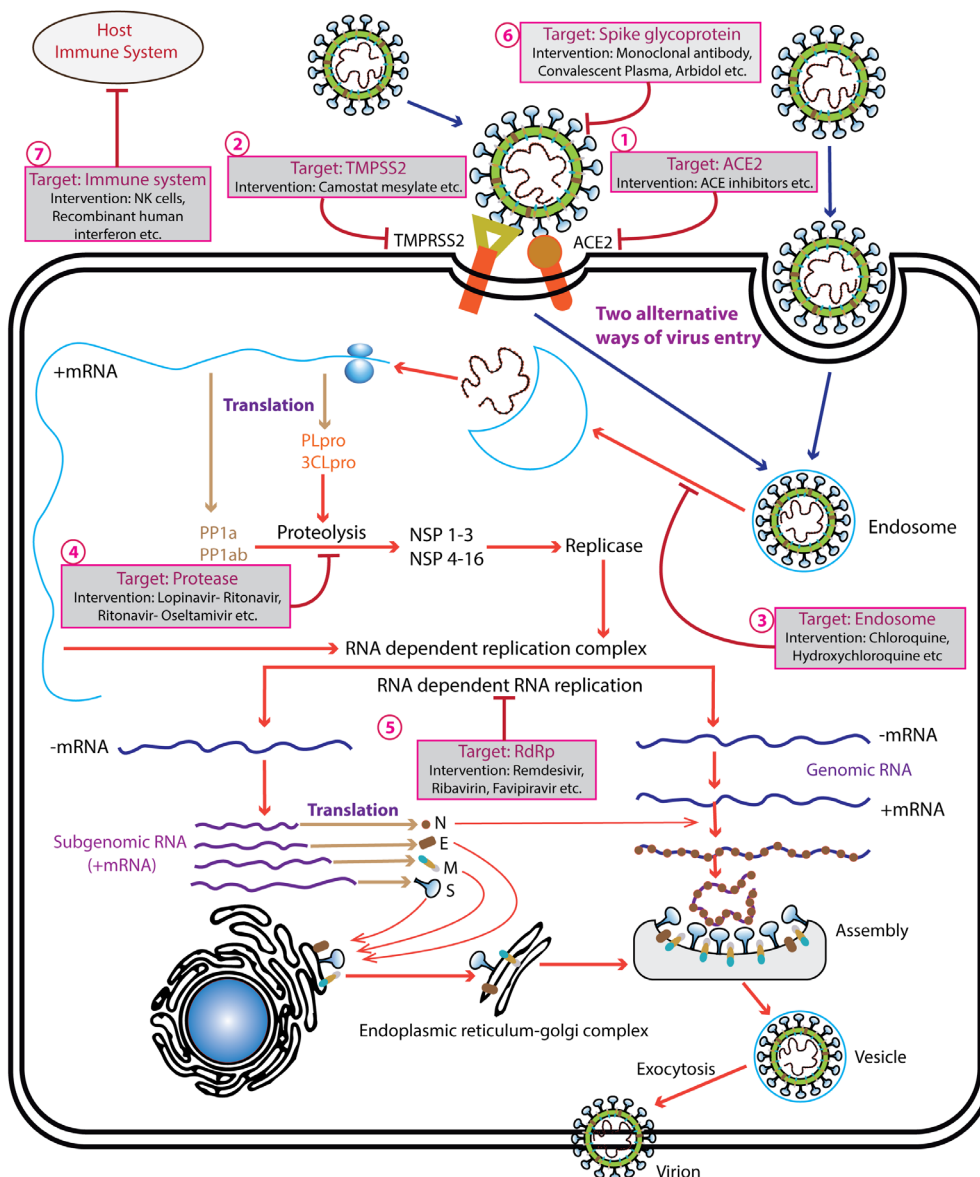 Host
Immune System
6
Target: Spike glycoprotein
Intervention: Monoclonal antibody,
Convalescent Plasma, Arbidol etc.
7
Target: Immune system
Intervention: NK cells,
Recombinant human
interferon etc.
2
Target: TMPSS2
Intervention: Camostat mesylate etc.
1
Target: ACE2
Intervention: ACE inhibitors etc.
TMPRSS2
ACE2
Two allternative
ways of virus entry
+mRNA
Translation
PLpro
3CLpro
PP1a
PP1ab
Proteolysis
NSP 1-3
NSP 4-16
Replicase
Endosome
4
Target: Protease
Intervention: Lopinavir- Ritonavir,
Ritonavir- Oseltamivir etc.
3
Target: Endosome
Intervention: Chloroquine,
Hydroxychloroquine etc
RNA dependent replication complex
RNA dependent RNA replication
5
Target: RdRp
Intervention: Remdesivir,
Ribavirin, Favipiravir etc.
-mRNA
-mRNA
Genomic RNA
+mRNA
Translation
Subgenomic RNA
(+mRNA)
N
E
M
S
Assembly
Endoplasmic reticulum-golgi complex
Vesicle
Exocytosis
Virion